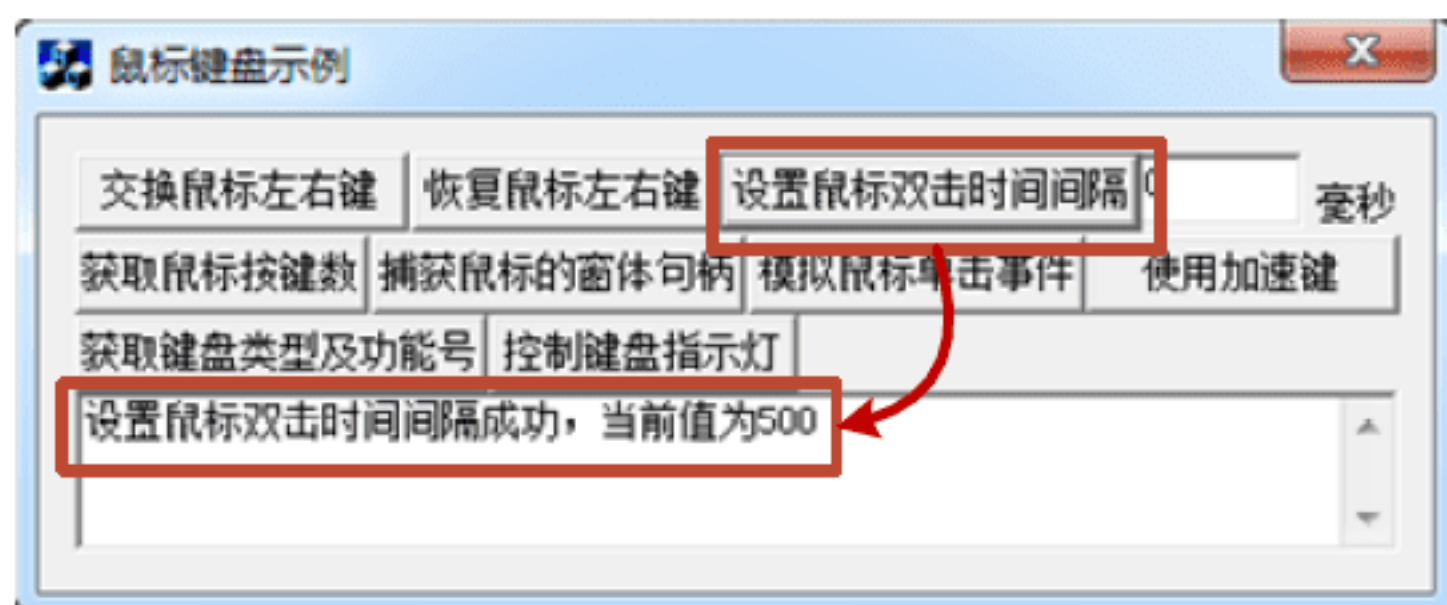 鼠标键盘示例
交换鼠标左右键 恢复鼠标左右键 设置鼠标双击时间间隔 0 毫秒
获取鼠标按键数 捕获鼠标的窗体句柄 模拟鼠标单击事件 使用加速键
获取键盘类型及功能号 控制键盘指示灯
设置鼠标双击时间间隔成功，当前值为500